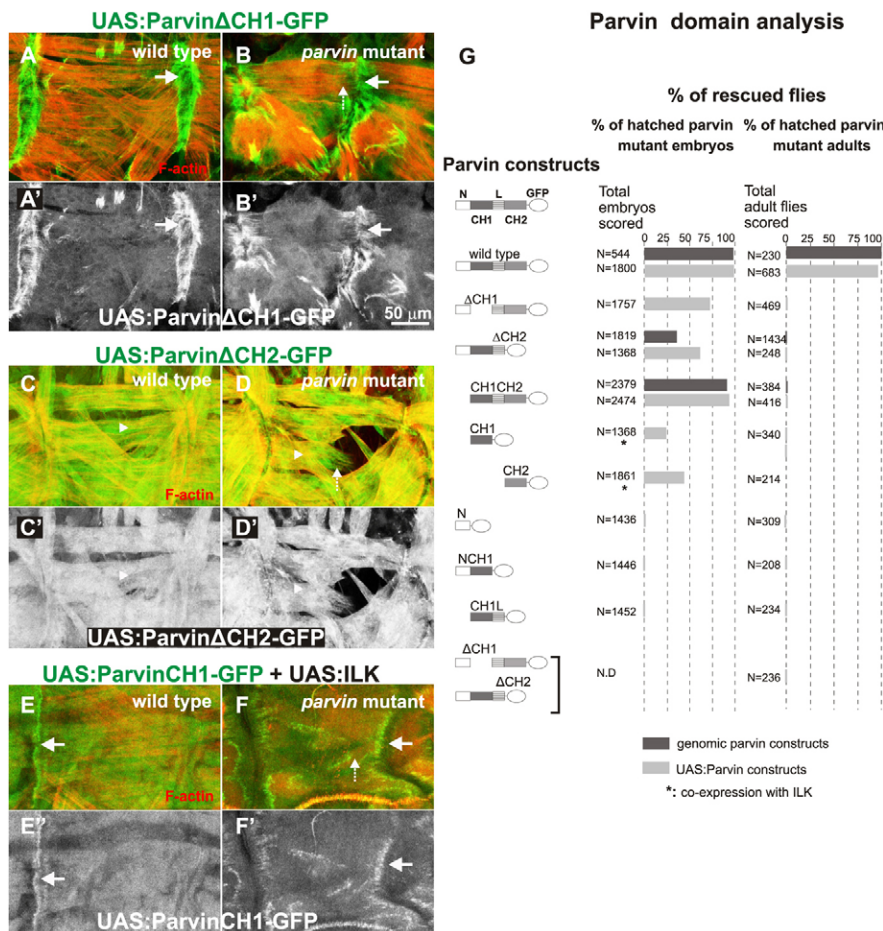 UAS:ParvinΔCH1-GFP
A wild type
B parvin mutant
F-actin
A'
B'
UAS:ParvinΔCH1-GFP
50 µm
UAS:ParvinΔCH2-GFP
C wild type
D parvin mutant
F-actin
C'
D'
UAS:ParvinΔCH2-GFP
UAS:ParvinCH1-GFP + UAS:ILK
E wild type
F parvin mutant
F-actin
E''
F'
UAS:ParvinCH1-GFP
Parvin domain analysis
G
% of rescued flies
% of hatched parvin mutant embryos
% of hatched parvin mutant adults
Parvin constructs
N L GFP
CH1 CH2
Total embryos scored
Total adult flies scored
0 25 50 75 100
0 25 50 75 100
wild type
N=544
N=1800
N=230
N=683
ΔCH1
N=1757
N=469
ΔCH2
N=1819
N=1368
N=1434
N=248
CH1CH2
N=2379
N=2474
N=384
N=416
CH1
N=1368
*
N=340
CH2
N=1861
*
N=214
N
N=1436
N=309
NCH1
N=1446
N=208
CH1L
N=1452
N=234
ΔCH1
ΔCH2
N.D
N=236
genomic parvin constructs
UAS:Parvin constructs
*: co-expression with ILK